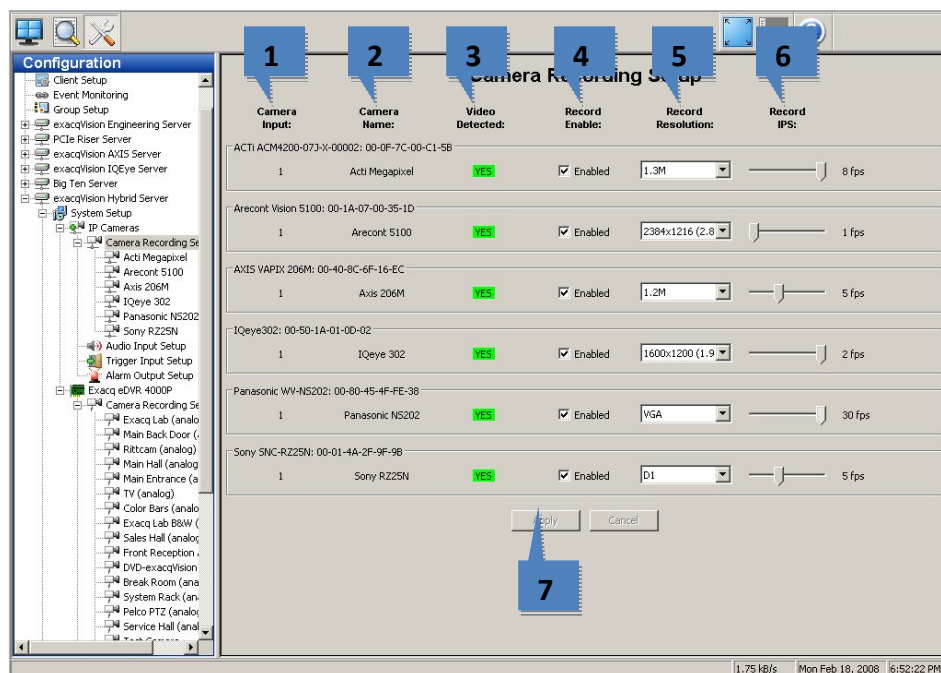 1 2 3 4 5 6
Configuration
Client Setup
Event Monitoring
Group Setup
exacqVision Engineering Server
PCIe Riser Server
exacqVision AXIS Server
exacqVision IQEye Server
Big Ten Server
exacqVision Hybrid Server
System Setup
IP Cameras
Camera Recording Se
Acti Megapixel
Arecont 5100
Axis 206M
IQeye 302
Panasonic NS202
Sony RZ25N
Audio Input Setup
Trigger Input Setup
Alarm Output Setup
Exacq eDVR 4000P
Camera Recording Se
Exacq Lab (analo
Main Back Door (
Rittcam (analog)
Main Hall (analog
Main Entrance (a
TV (analog)
Color Bars (analo
Exacq Lab B&W (
Sales Hall (analog
Front Reception
DVD-exacqVision
Break Room (ana
System Rack (an
Pelco PTZ (analog
Service Hall (anal
Test Camera
Camera Recording Setup
Camera Input: Camera Name: Video Detected: Record Enable: Record Resolution: Record IPS:
ACTi ACM4200-07J-X-00002: 00-0F-7C-00-C1-5B
1 Acti Megapixel YES Enabled 1.3M 8 fps
Arecont Vision 5100: 00-1A-07-00-35-1D
1 Arecont 5100 YES Enabled 2384x1216 (2.8 1 fps
AXIS VAPIX 206M: 00-40-8C-6F-16-EC
1 Axis 206M YES Enabled 1.2M 5 fps
IQeye302: 00-50-1A-01-0D-02
1 IQeye 302 YES Enabled 1600x1200 (1.9 2 fps
Panasonic WV-NS202: 00-80-45-4F-FE-38
1 Panasonic NS202 YES Enabled VGA 30 fps
Sony SNC-RZ25N: 00-01-4A-2F-9F-9B
1 Sony RZ25N YES Enabled D1 5 fps
Apply Cancel
7
1.75 kB/s Mon Feb 18, 2008 6:52:22 PM